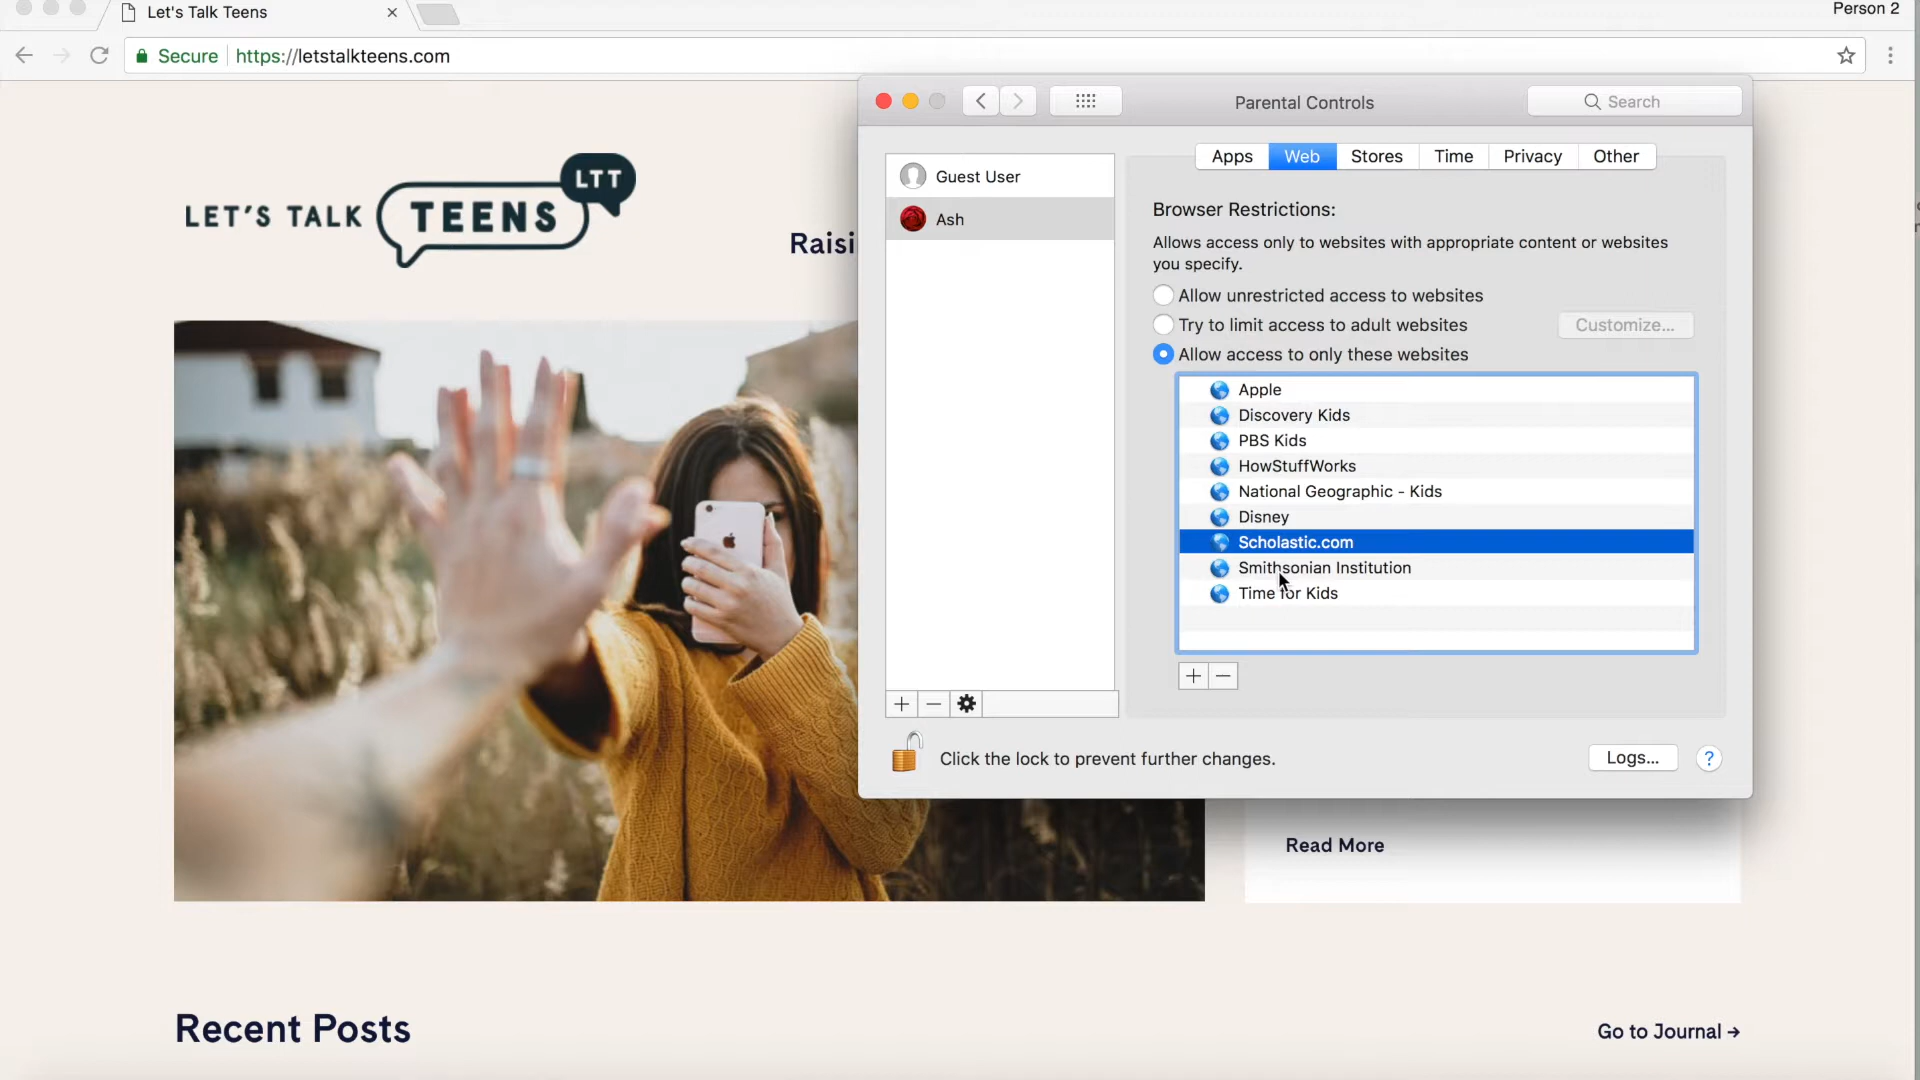 Let's Talk Teens
Person 2
Secure
https://letstalkteens.com
LET'S TALK
TEENS
LTT
Raisi
Parental Controls
Search
Guest User
Ash
Apps
Web
Stores
Time
Privacy
Other
Browser Restrictions:
Allows access only to websites with appropriate content or websites
you specify.
Allow unrestricted access to websites
Try to limit access to adult websites
Customize...
Allow access to only these websites
Apple
Discovery Kids
PBS Kids
HowStuffWorks
National Geographic - Kids
Disney
Scholastic.com
Smithsonian Institution
Time for Kids
Click the lock to prevent further changes.
Logs...
?
Read More
Recent Posts
Go to Journal →